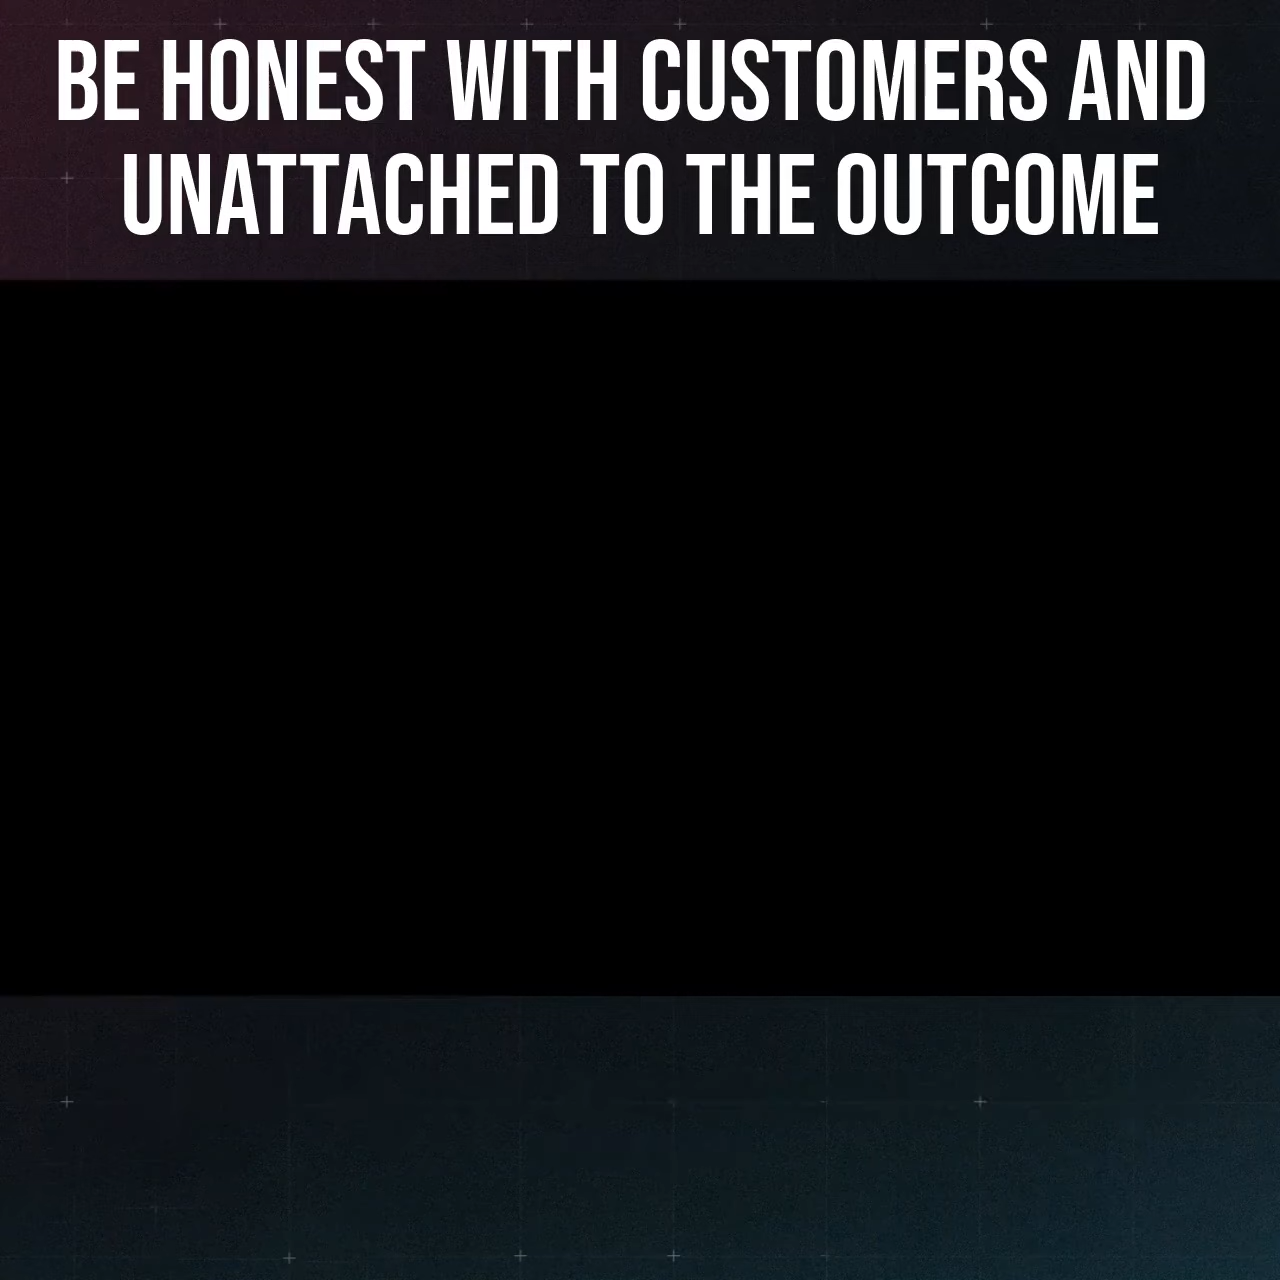 BE HONEST WITH CUSTOMERS AND
UNATTACHED TO THE OUTCOME